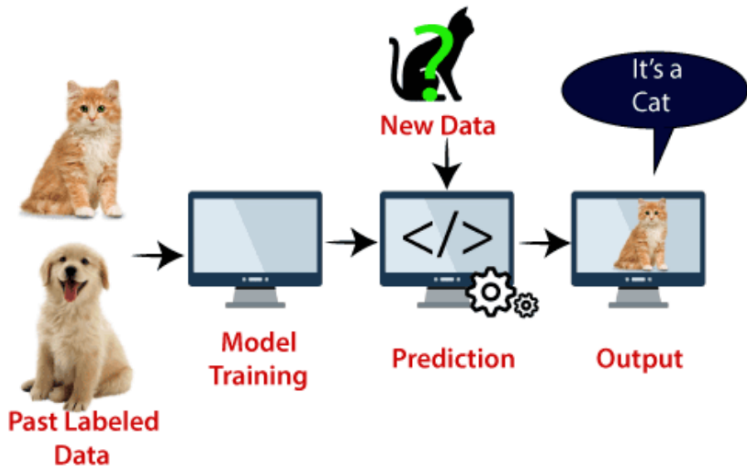 It's a
Cat
New Data
?
</>
Model
Training
Prediction
Output
Past Labeled
Data